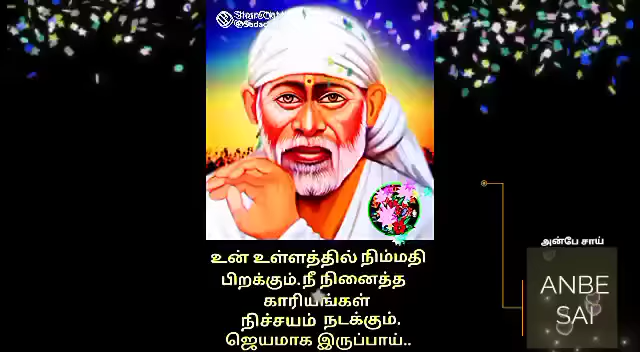 உன் உள்ளத்தில் நிம்மதி
பிறக்கும்.நீ நினைத்த
காரியங்கள்
நிச்சயம் நடக்கும்.
ஜெயமாக இருப்பாய்..
அன்பே சாய்
ANBE
SAI